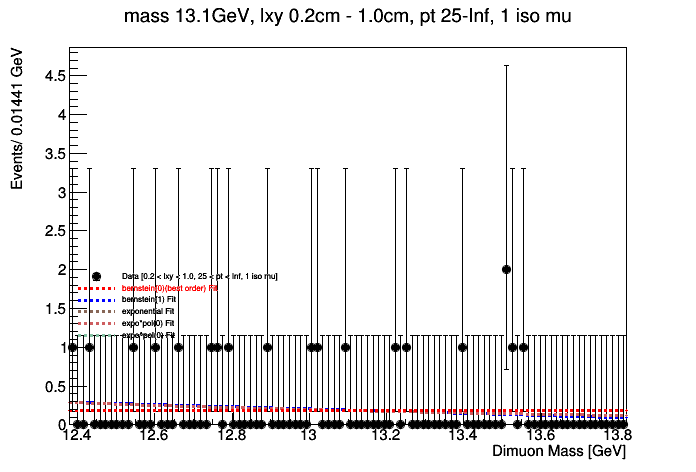 mass 13.1GeV, lxy 0.2cm - 1.0cm, pt 25-Inf, 1 iso mu
Events/ 0.01441 GeV
4.5
4
3.5
3
2.5
2
1.5
1
0.5
0
Data [0.2 < lxy < 1.0, 25 < pt < Inf, 1 iso mu]
bernstein(0)(best order) Fit
bernstein(1) Fit
exponential Fit
expo*pol(0) Fit
expo*pol(0) Fit
12.4 12.6 12.8 13 13.2 13.4 13.6 13.8
Dimuon Mass [GeV]